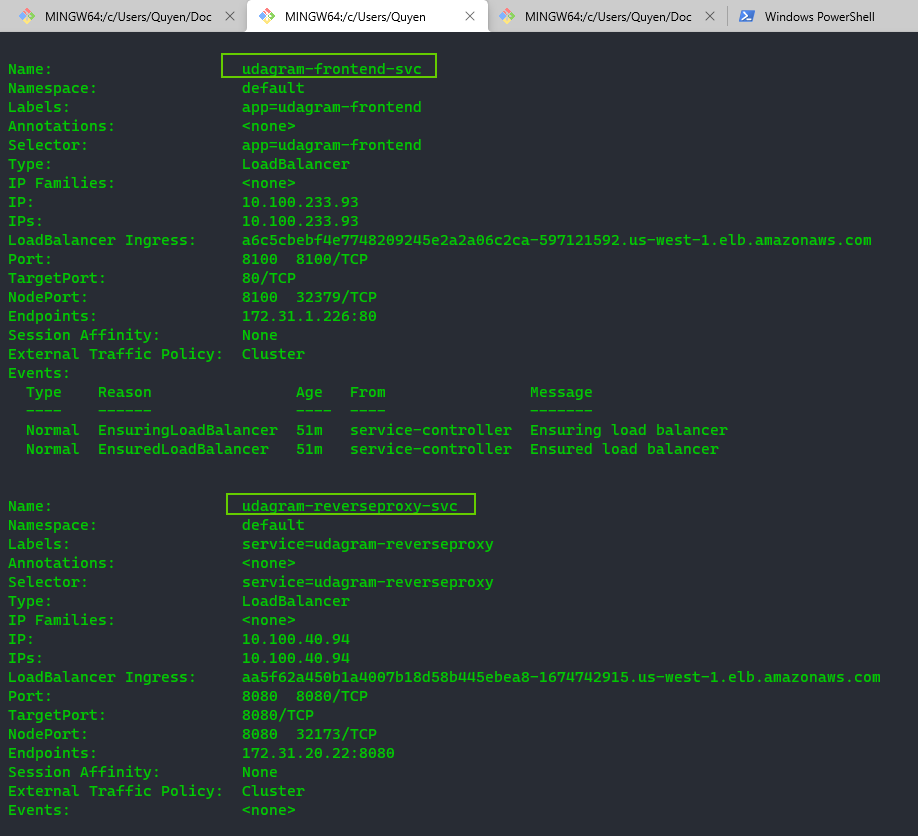 MINGW64:/c/Users/Quyen/Doc
MINGW64:/c/Users/Quyen
MINGW64:/c/Users/Quyen/Doc
Windows PowerShell
Name: udagram-frontend-svc
Namespace: default
Labels: app=udagram-frontend
Annotations: <none>
Selector: app=udagram-frontend
Type: LoadBalancer
IP Families: <none>
IP: 10.100.233.93
IPs: 10.100.233.93
LoadBalancer Ingress: a6c5cbebf4e7748209245e2a2a06c2ca-597121592.us-west-1.elb.amazonaws.com
Port: 8100 8100/TCP
TargetPort: 80/TCP
NodePort: 8100 32379/TCP
Endpoints: 172.31.1.226:80
Session Affinity: None
External Traffic Policy: Cluster
Events:
Type Reason Age From Message
---- ------ ---- ---- -------
Normal EnsuringLoadBalancer 51m service-controller Ensuring load balancer
Normal EnsuredLoadBalancer 51m service-controller Ensured load balancer
Name: udagram-reverseproxy-svc
Namespace: default
Labels: service=udagram-reverseproxy
Annotations: <none>
Selector: service=udagram-reverseproxy
Type: LoadBalancer
IP Families: <none>
IP: 10.100.40.94
IPs: 10.100.40.94
LoadBalancer Ingress: aa5f62a450b1a4007b18d58b445ebea8-1674742915.us-west-1.elb.amazonaws.com
Port: 8080 8080/TCP
TargetPort: 8080/TCP
NodePort: 8080 32173/TCP
Endpoints: 172.31.20.22:8080
Session Affinity: None
External Traffic Policy: Cluster
Events: <none>